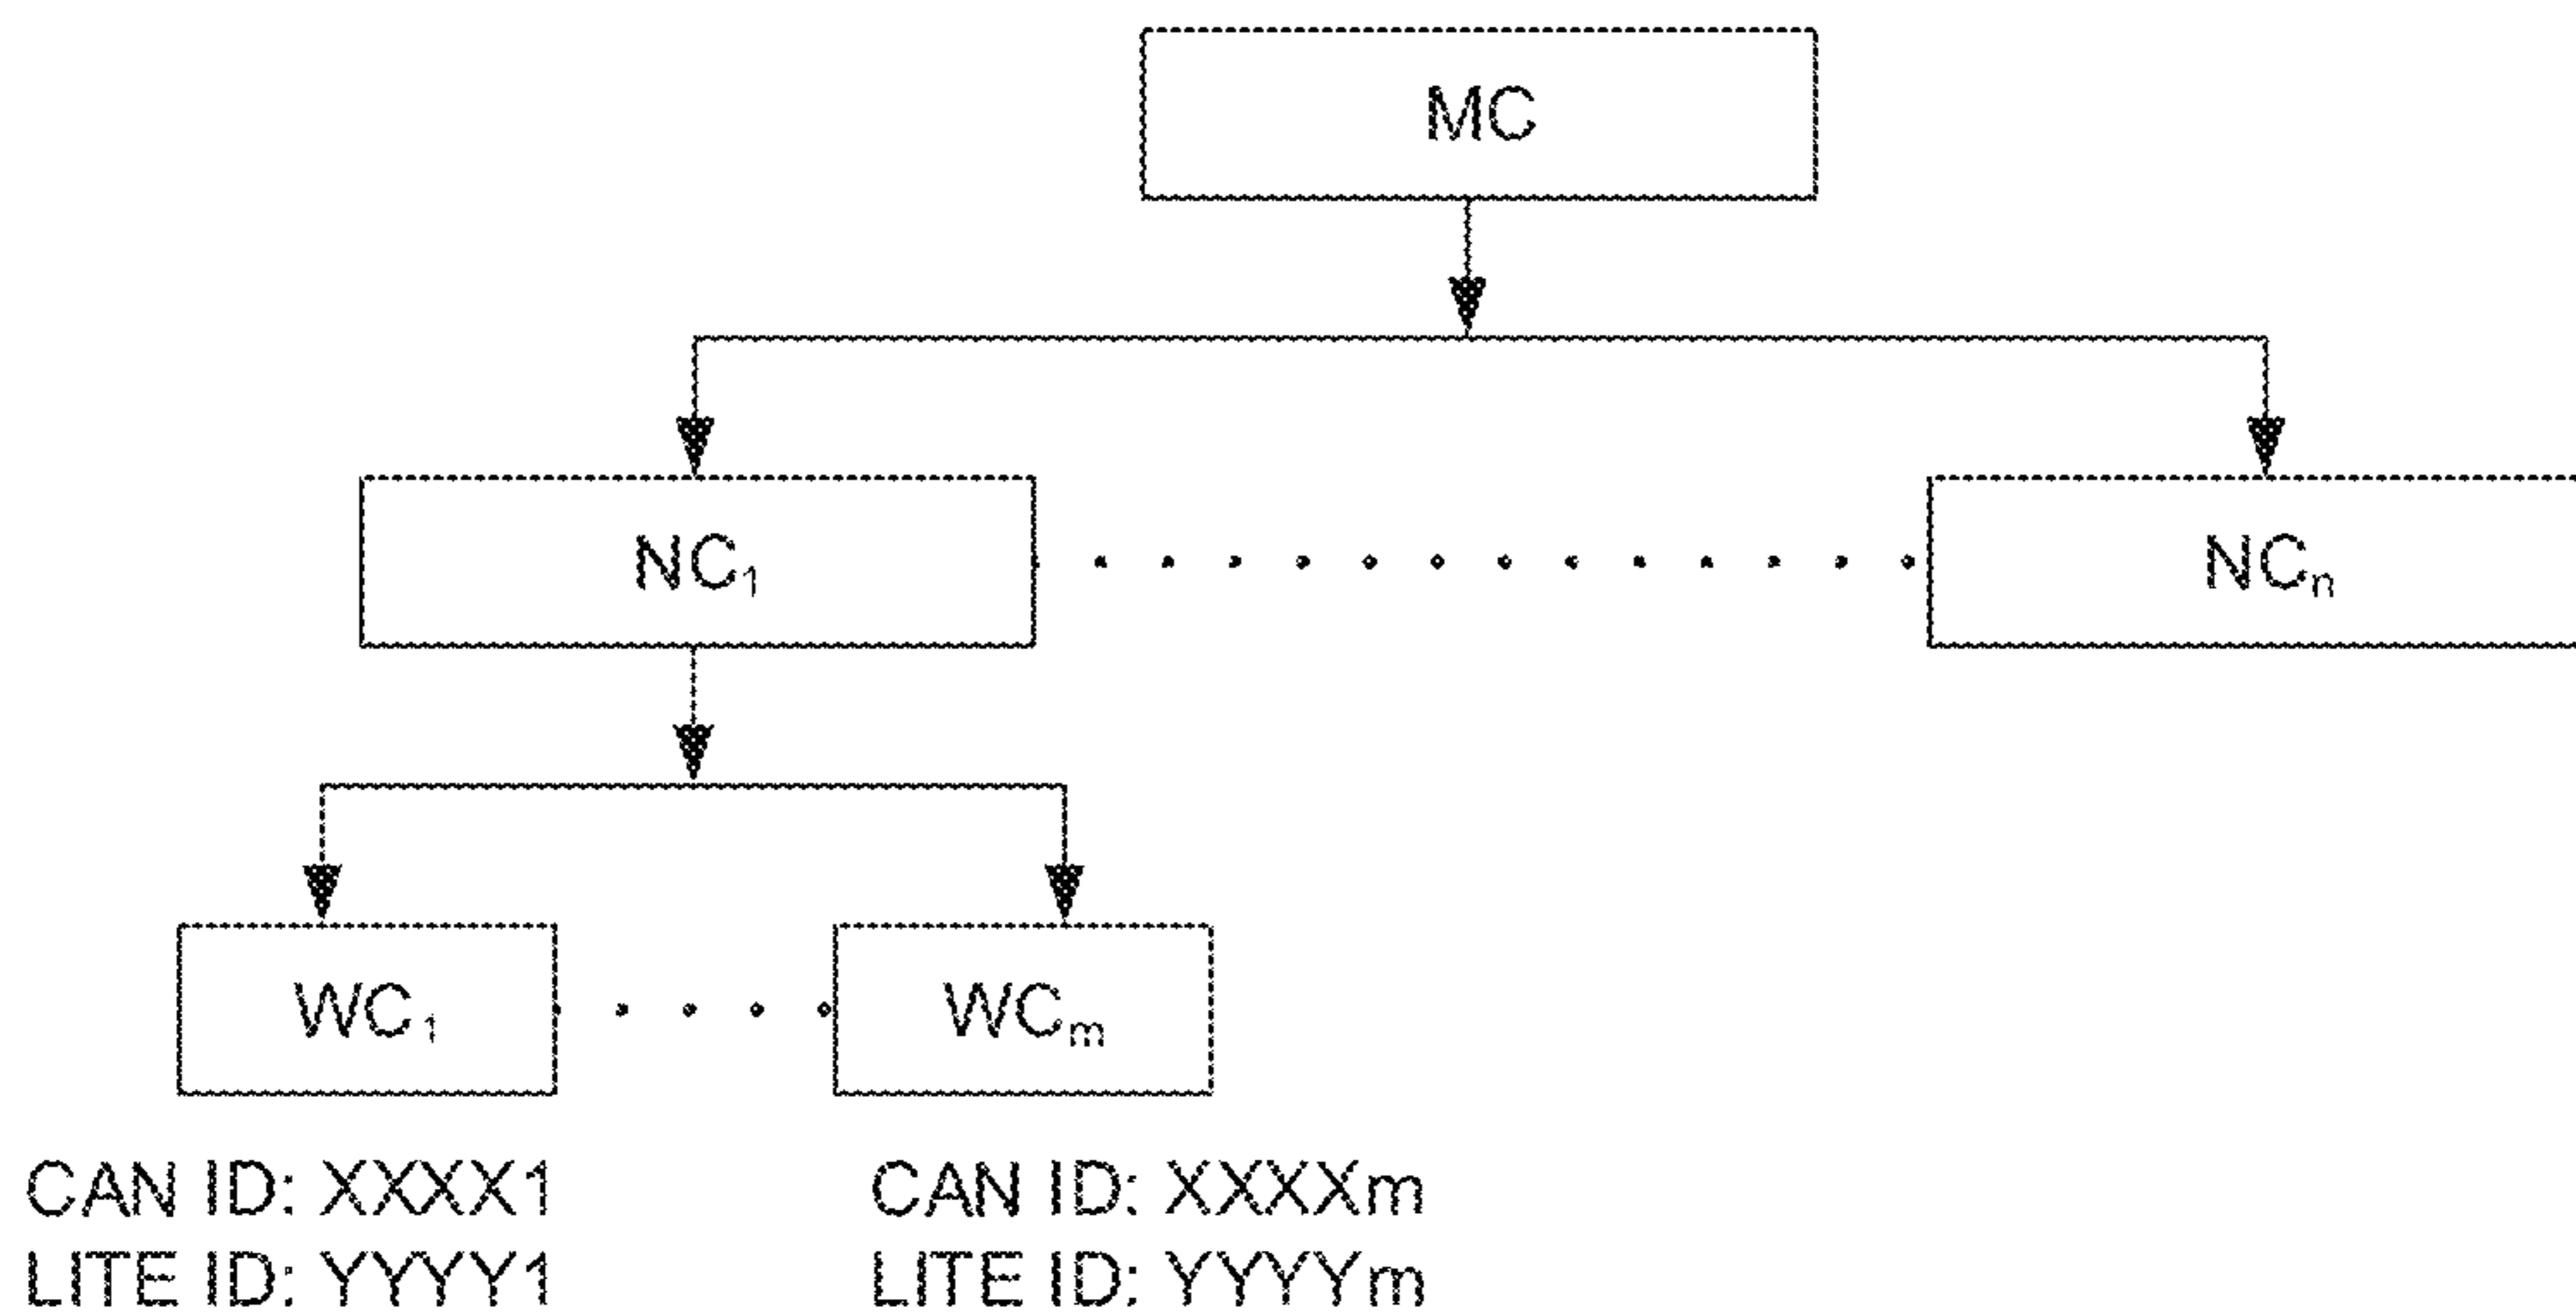 MC
NC₁
NCₙ
WC₁
WCₘ
CAN ID: XXXX1
LITE ID: YYYY1
CAN ID: XXXXm
LITE ID: YYYYm